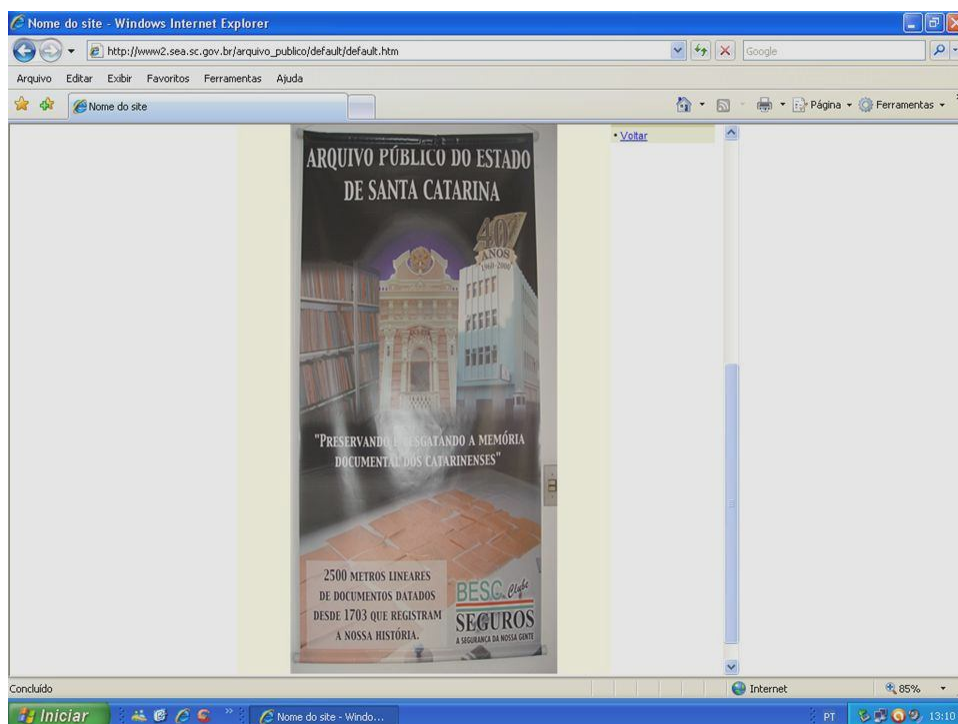 Nome do site - Windows Internet Explorer
http://www2.sea.sc.gov.br/arquivo_publico/default/default.htm
Google
Arquivo Editar Exibir Favoritos Ferramentas Ajuda
Nome do site
Página
Ferramentas
Voltar
ARQUIVO PÚBLICO DO ESTADO
DE SANTA CATARINA
40
ANOS
1960-2000
"PRESERVANDO E RESGATANDO A MEMÓRIA
DOCUMENTAL DOS CATARINENSES"
2500 METROS LINEARES
DE DOCUMENTOS DATADOS
DESDE 1703 QUE REGISTRAM
A NOSSA HISTÓRIA.
BESC Clube
SEGUROS
A SEGURANÇA DA NOSSA GENTE
Concluído
Internet
85%
Iniciar
Nome do site - Windo...
PT
13:10